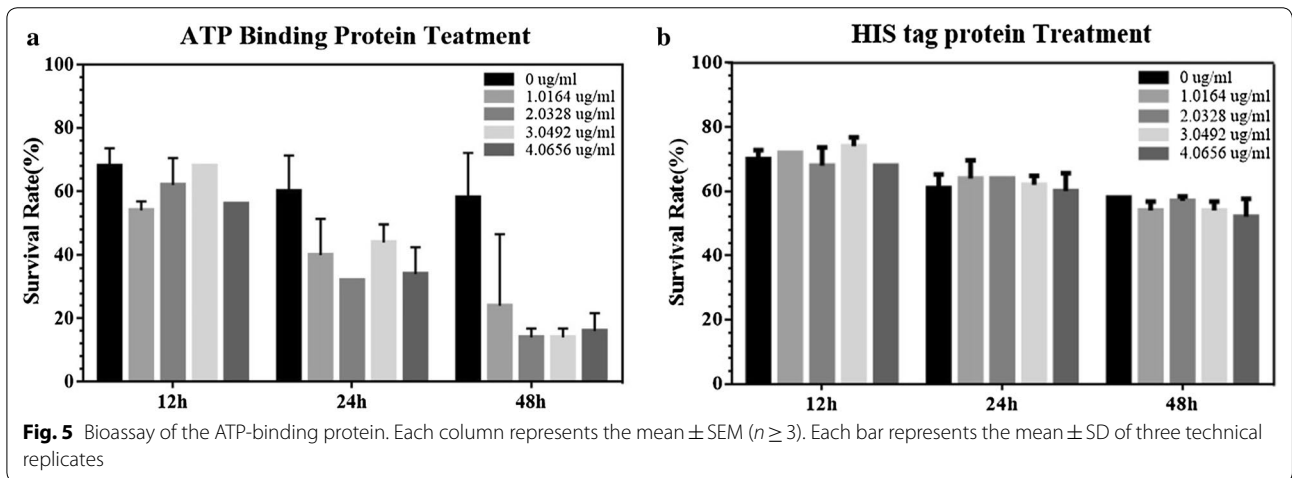 a
ATP Binding Protein Teatment
100
80
60
40
20
0
Survival Rate(%)
0 ug/ml
1.0164 ug/ml
2.0328 ug/ml
3.0492 ug/ml
4.0656 ug/ml
12h 24h 48h
b
HIS tag protein Treatment
100
80
60
40
20
0
Survival Rate(%)
0 ug/ml
1.0164 ug/ml
2.0328 ug/ml
3.0492 ug/ml
4.0656 ug/ml
12h 24h 48h
Fig. 5 Bioassay of the ATP-binding protein. Each column represents the mean ± SEM (n ≥ 3). Each bar represents the mean ± SD of three technical
replicates